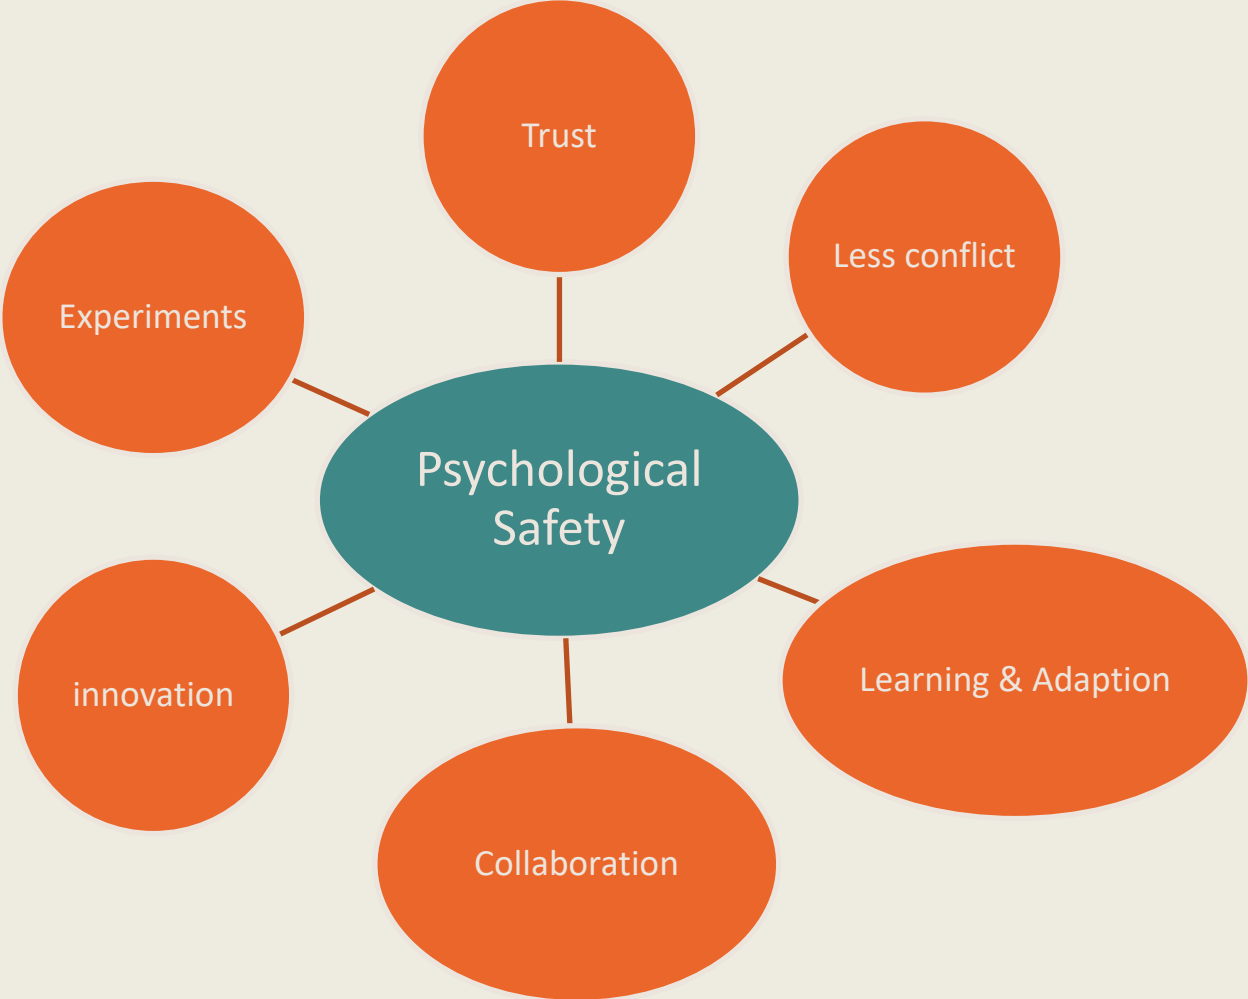 Trust
Less conflict
Experiments
Psychological
Safety
Learning & Adaption
innovation
Collaboration